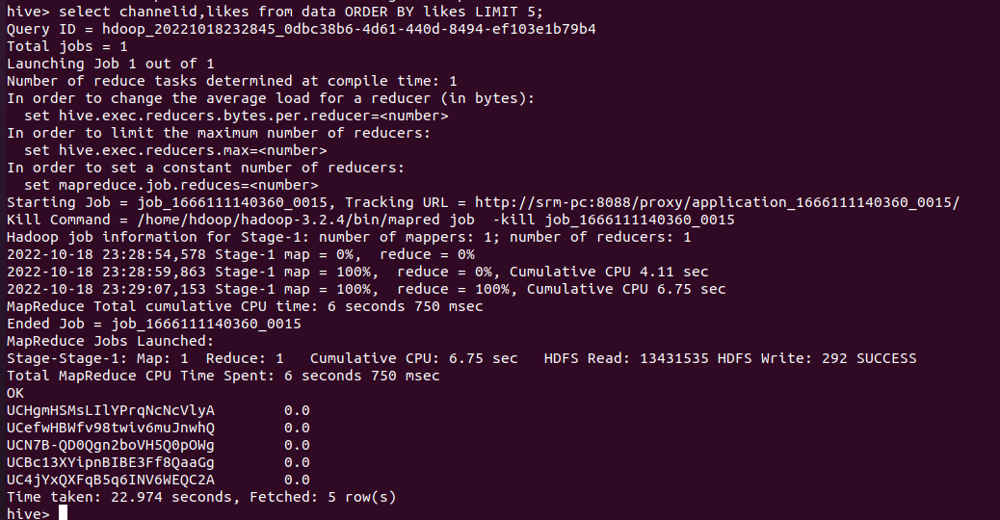 hive> select channelid,likes from data ORDER BY likes LIMIT 5;
Query ID = hdoop_20221018232845_0dbc38b6-4d61-440d-8494-ef103e1b79b4
Total jobs = 1
Launching Job 1 out of 1
Number of reduce tasks determined at compile time: 1
In order to change the average load for a reducer (in bytes):
  set hive.exec.reducers.bytes.per.reducer=<number>
In order to limit the maximum number of reducers:
  set hive.exec.reducers.max=<number>
In order to set a constant number of reducers:
  set mapreduce.job.reduces=<number>
Starting Job = job_1666111140360_0015, Tracking URL = http://srm-pc:8088/proxy/application_1666111140360_0015/
Kill Command = /home/hdoop/hadoop-3.2.4/bin/mapred job  -kill job_1666111140360_0015
Hadoop job information for Stage-1: number of mappers: 1; number of reducers: 1
2022-10-18 23:28:54,578 Stage-1 map = 0%,  reduce = 0%
2022-10-18 23:28:59,863 Stage-1 map = 100%,  reduce = 0%, Cumulative CPU 4.11 sec
2022-10-18 23:29:07,153 Stage-1 map = 100%,  reduce = 100%, Cumulative CPU 6.75 sec
MapReduce Total cumulative CPU time: 6 seconds 750 msec
Ended Job = job_1666111140360_0015
MapReduce Jobs Launched:
Stage-Stage-1: Map: 1  Reduce: 1   Cumulative CPU: 6.75 sec   HDFS Read: 13431535 HDFS Write: 292 SUCCESS
Total MapReduce CPU Time Spent: 6 seconds 750 msec
OK
UCHgmHSMsLIlYPrqNcNcVlyA        0.0
UCefwHBWfv98twiv6muJnwhQ        0.0
UCN7B-QD0Qgn2boVH5Q0pOWg        0.0
UCBc13XYipnBIBE3Ff8QaaGg        0.0
UC4jYxQXFqB5q6INV6WEQC2A        0.0
Time taken: 22.974 seconds, Fetched: 5 row(s)
hive>